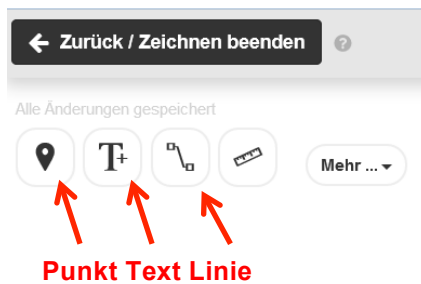 Zurück / Zeichnen beenden ?
Alle Änderungen gespeichert
T+ Mehr ...
Punkt Text Linie